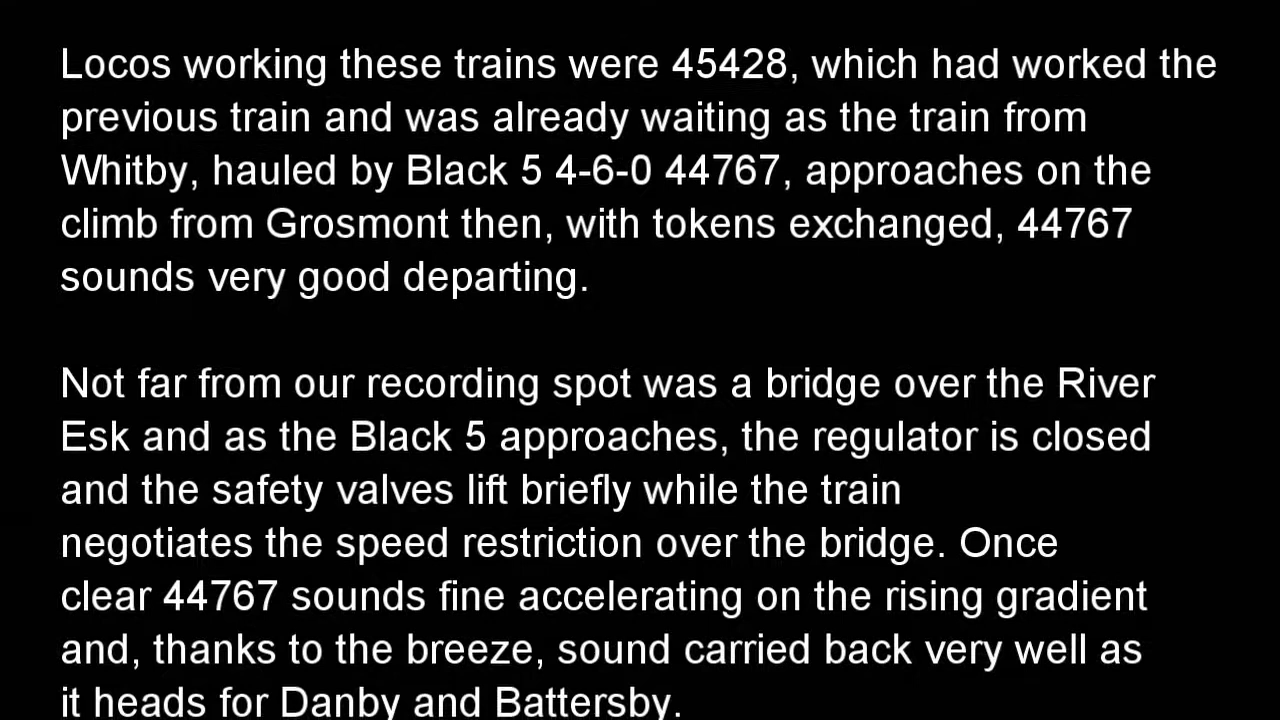 Locos working these trains were 45428, which had worked the
previous train and was already waiting as the train from
Whitby, hauled by Black 5 4-6-0 44767, approaches on the
climb from Grosmont then, with tokens exchanged, 44767
sounds very good departing.
Not far from our recording spot was a bridge over the River
Esk and as the Black 5 approaches, the regulator is closed
and the safety valves lift briefly while the train
negotiates the speed restriction over the bridge. Once
clear 44767 sounds fine accelerating on the rising gradient
and, thanks to the breeze, sound carried back very well as
it heads for Danby and Battersby.